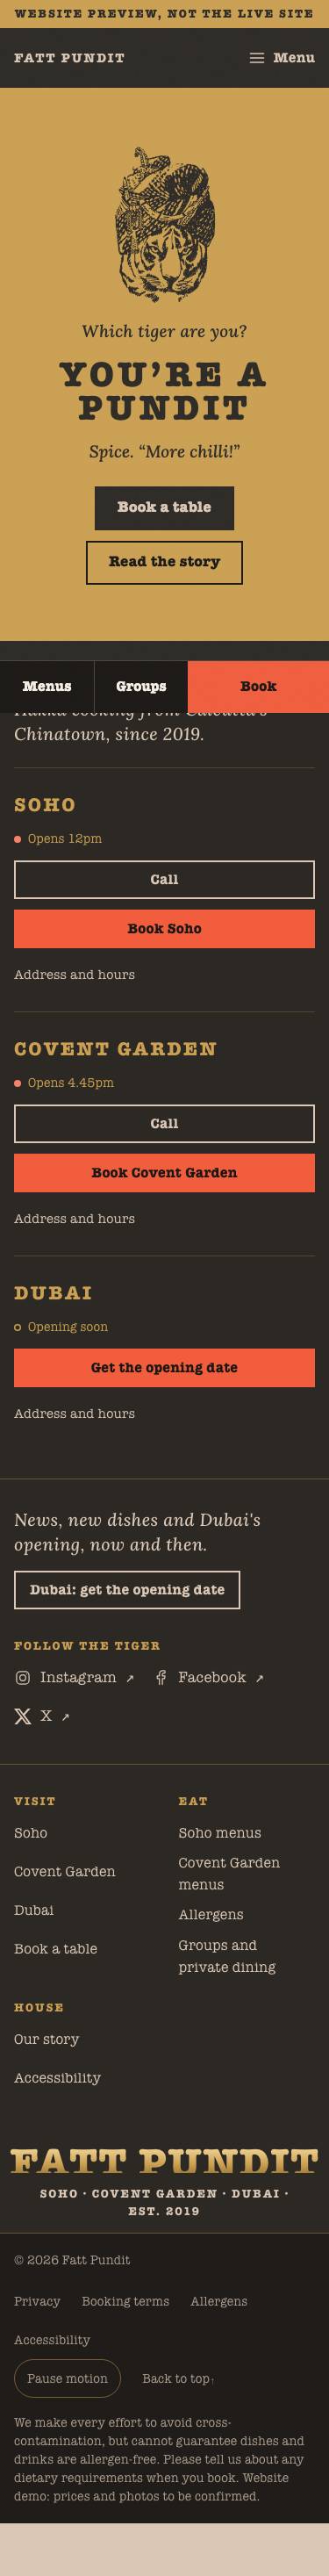 WEBSITE PREVIEW, NOT THE LIVE SITE
FATT PUNDIT
Menu
Which tiger are you?
YOU’RE A
PUNDIT
Spice. “More chilli!”
Book a table
Read the story
Menus
Groups
Book
Hakka cooking from Calcutta's
Chinatown, since 2019.
SOHO
Opens 12pm
Call
Book Soho
Address and hours
COVENT GARDEN
Opens 4.45pm
Call
Book Covent Garden
Address and hours
DUBAI
Opening soon
Get the opening date
Address and hours
News, new dishes and Dubai's
opening, now and then.
Dubai: get the opening date
FOLLOW THE TIGER
Instagram ↗
Facebook ↗
X ↗
VISIT
Soho
Covent Garden
Dubai
Book a table
EAT
Soho menus
Covent Garden
menus
Allergens
Groups and
private dining
HOUSE
Our story
Accessibility
FATT PUNDIT
SOHO · COVENT GARDEN · DUBAI ·
EST. 2019
© 2026 Fatt Pundit
Privacy
Booking terms
Allergens
Accessibility
Pause motion
Back to top↑
We make every effort to avoid cross-
contamination, but cannot guarantee dishes and
drinks are allergen-free. Please tell us about any
dietary requirements when you book. Website
demo: prices and photos to be confirmed.